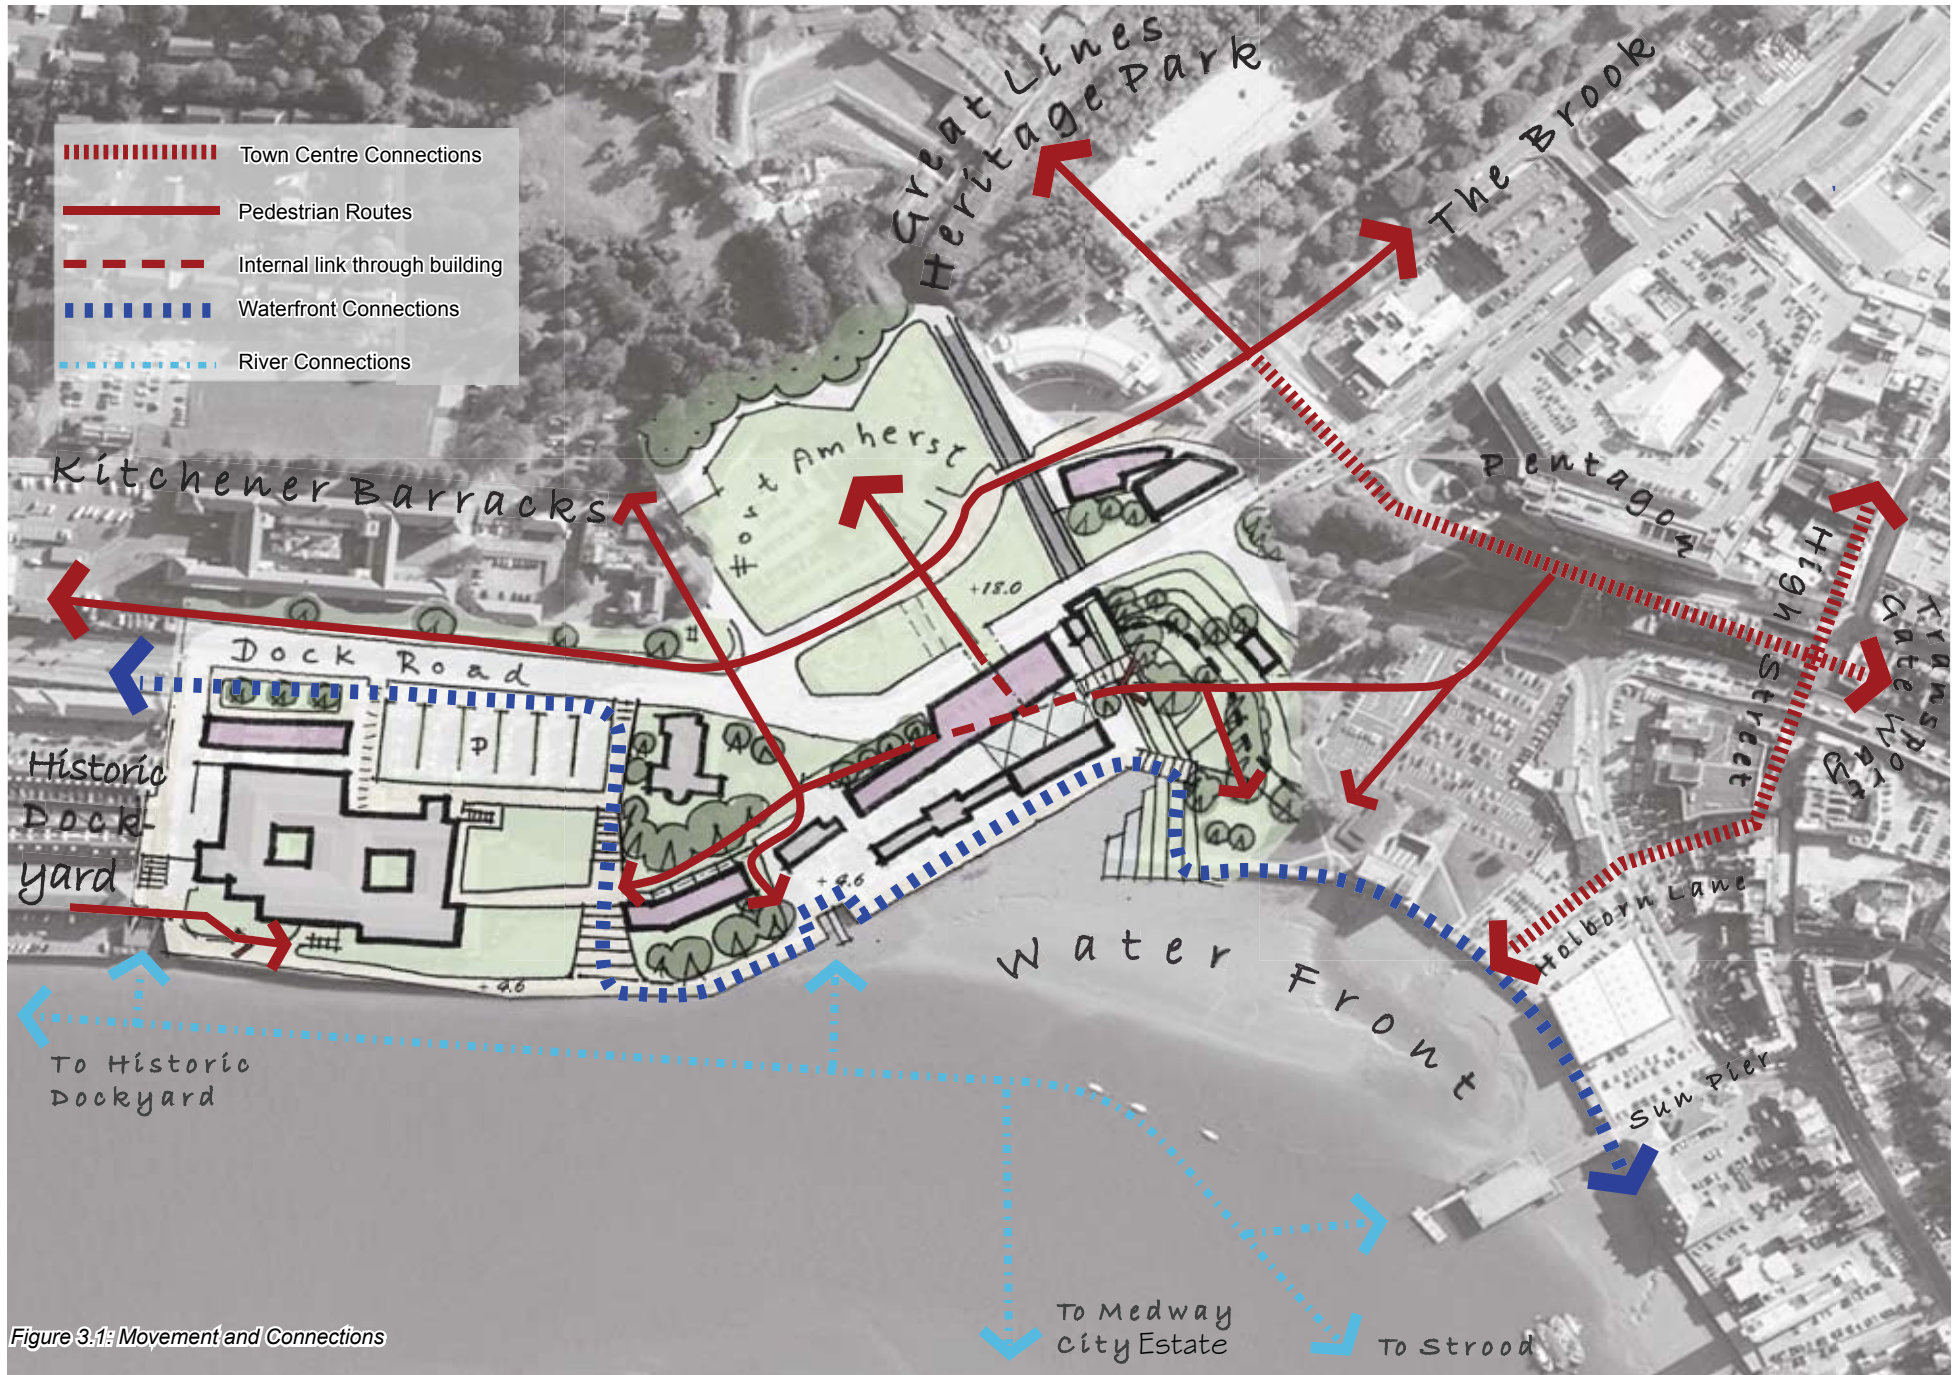 Great Lines
Heritage Park
The Brook
Town Centre Connections
Pedestrian Routes
Internal link through building
Waterfront Connections
River Connections
Kitchener Barracks
Fort Amherst
Pentagon
High Street
Transport
Gate Way
+18.0
Dock Road
P
Historic
Dock-
yard
+ 4.6
+ 4.6
Water Front
Holborn Lane
Sun Pier
To Historic
Dockyard
To Medway
City Estate
To Strood
Figure 3.1: Movement and Connections